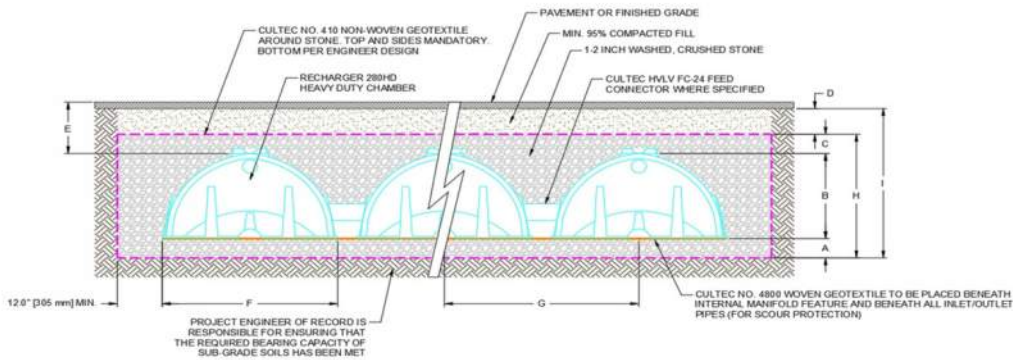 PAVEMENT OR FINISHED GRADE
CULTEC NO. 410 NON-WOVEN GEOTEXTILE
AROUND STONE. TOP AND SIDES MANDATORY.
BOTTOM PER ENGINEER DESIGN
MIN. 95% COMPACTED FILL
1-2 INCH WASHED, CRUSHED STONE
RECHARGER 280HD
HEAVY DUTY CHAMBER
CULTEC HVLV FC-24 FEED
CONNECTOR WHERE SPECIFIED
D
E
C
B
H
I
A
12.0" [305 mm] MIN.
F
G
CULTEC NO. 4800 WOVEN GEOTEXTILE TO BE PLACED BENEATH
INTERNAL MANIFOLD FEATURE AND BENEATH ALL INLET/OUTLET
PIPES (FOR SCOUR PROTECTION)
PROJECT ENGINEER OF RECORD IS
RESPONSIBLE FOR ENSURING THAT
THE REQUIRED BEARING CAPACITY OF
SUB-GRADE SOILS HAS BEEN MET